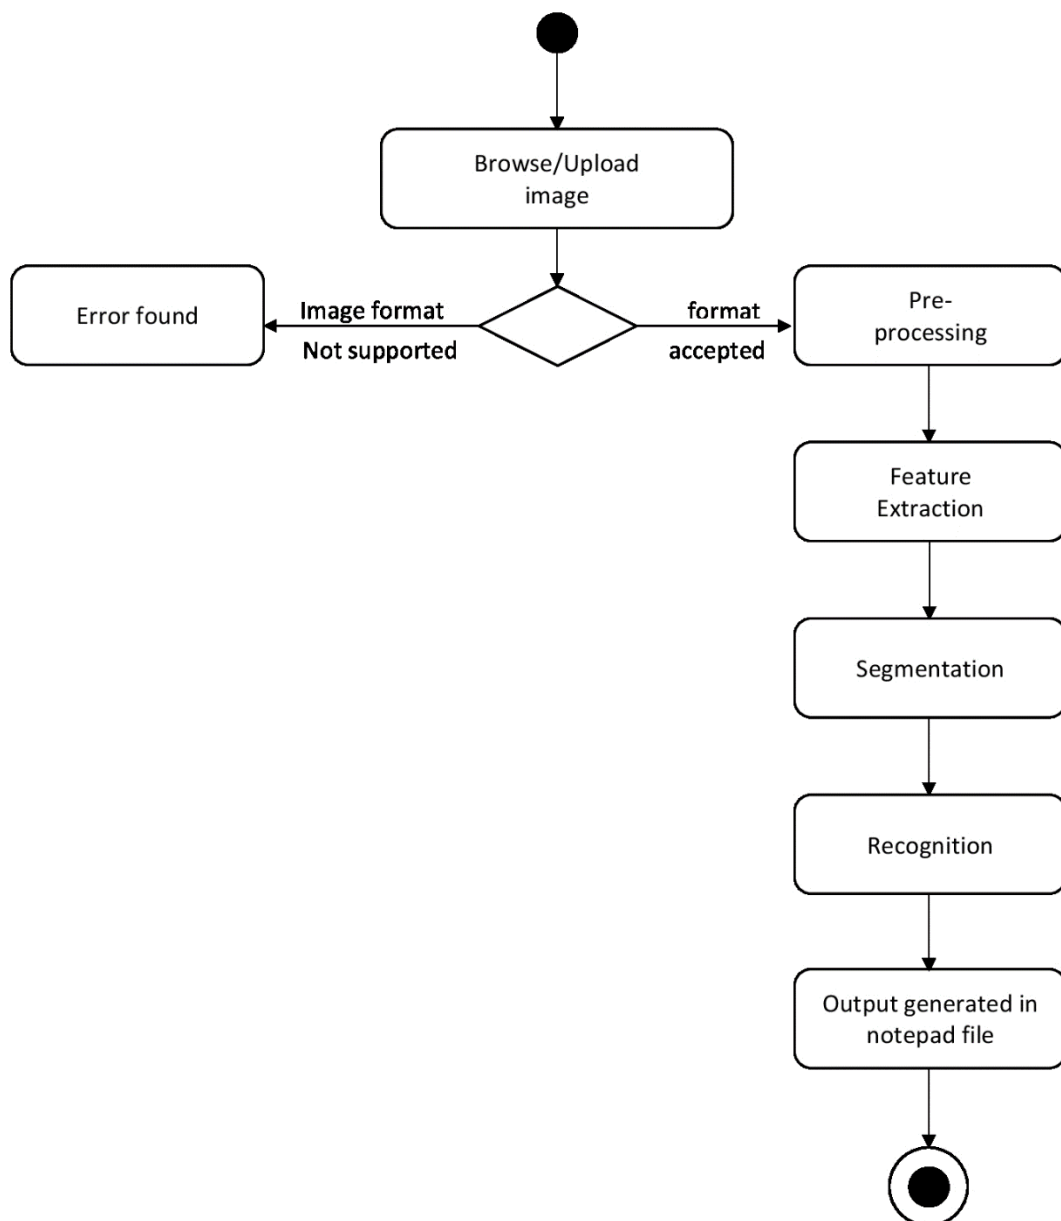 Browse/Upload
image
Error found
Image format
Not supported
format
accepted
Pre-
processing
Feature
Extraction
Segmentation
Recognition
Output generated in
notepad file